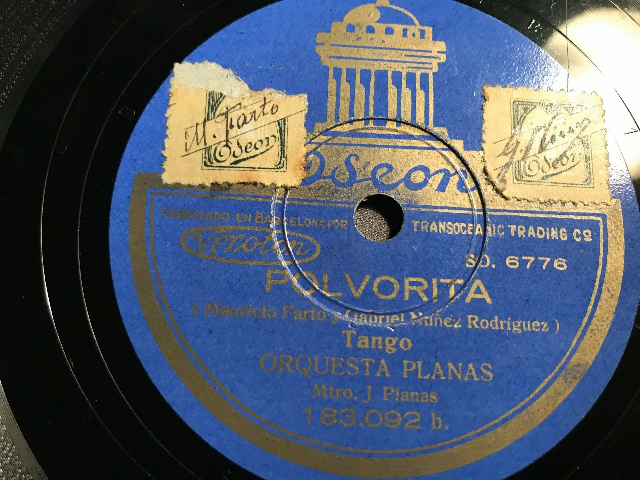 M. Farto
Odeon
Odeon
Odeon
FABRICADO EN BARCELONA POR TRANSOCEANIC TRADING Cº
Veroton
SO. 6776
POLVORITA
( Mauricio Farto y Gabriel Nuñez Rodriguez )
Tango
ORQUESTA PLANAS
Mtro. J Planas
183.092 b.